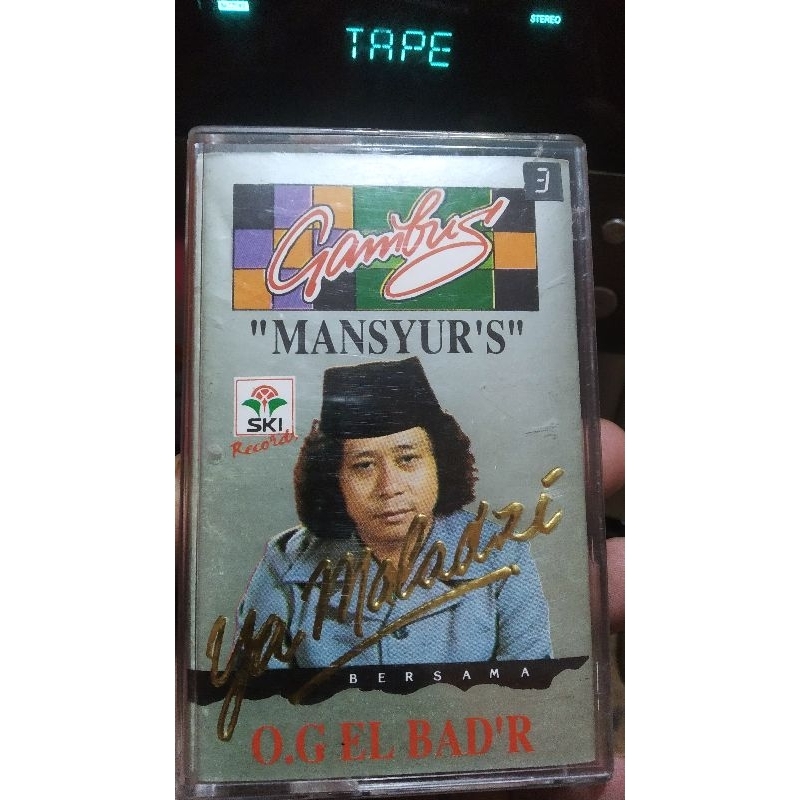 STEREO
TAPE
3
Gambus
"MANSYUR'S"
SKI
Records
Ya Maladzi
BERSAMA
O.G EL BAD'R